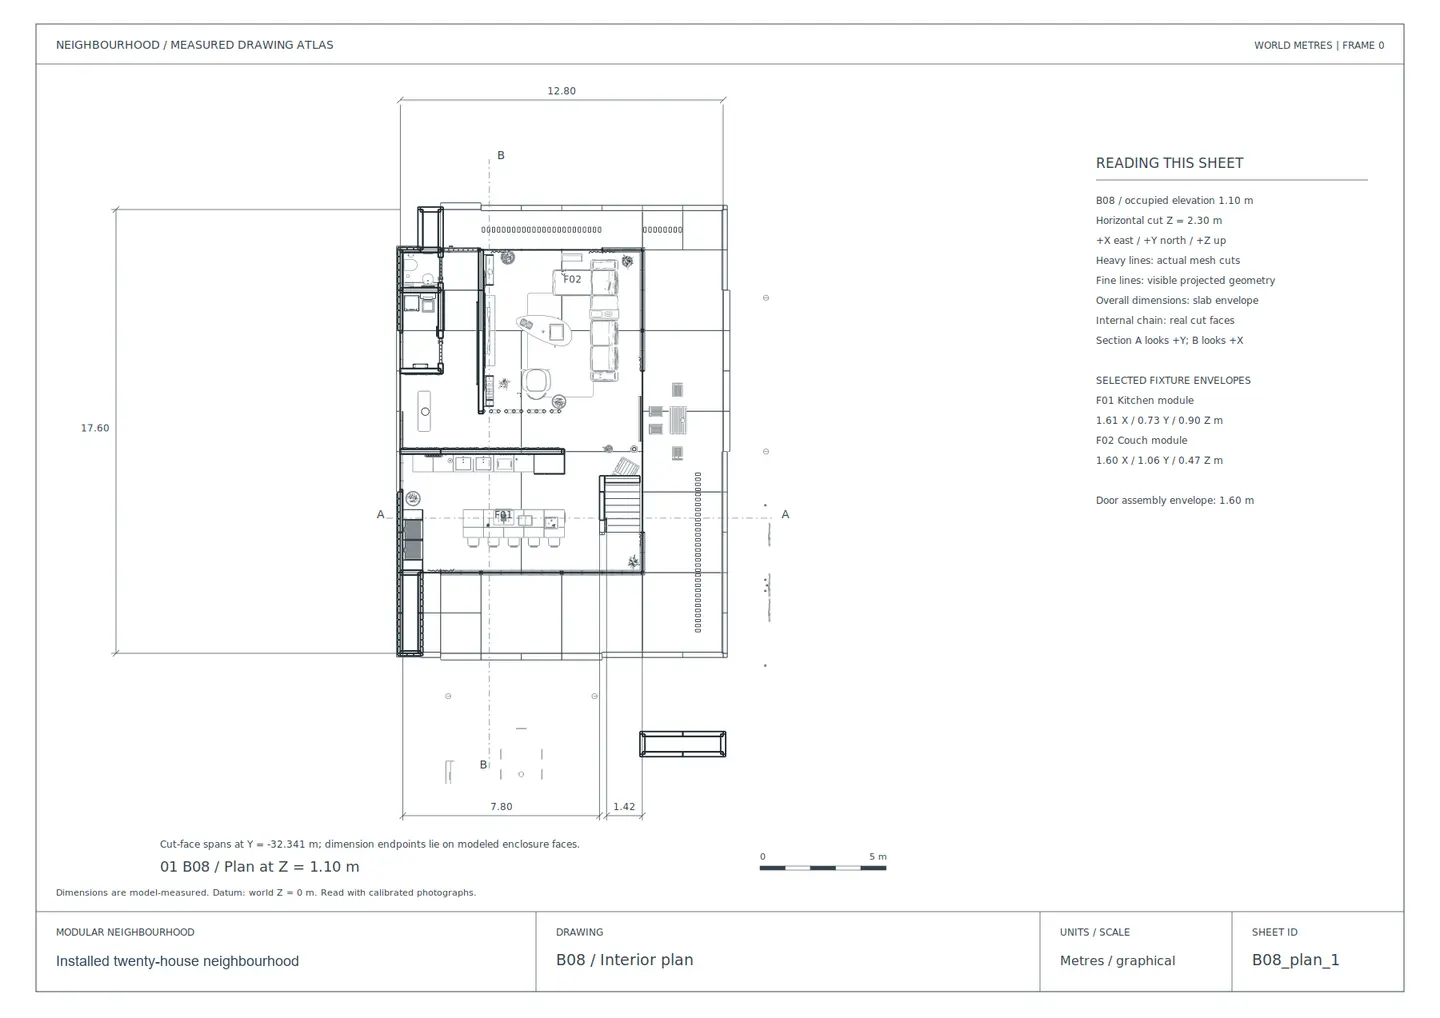 NEIGHBOURHOOD / MEASURED DRAWING ATLAS
WORLD METRES | FRAME 0
12.80
B
READING THIS SHEET
B08 / occupied elevation 1.10 m
Horizontal cut Z = 2.30 m
+X east / +Y north / +Z up
Heavy lines: actual mesh cuts
Fine lines: visible projected geometry
Overall dimensions: slab envelope
Internal chain: real cut faces
Section A looks +Y; B looks +X
SELECTED FIXTURE ENVELOPES
F01 Kitchen module
1.61 X / 0.73 Y / 0.90 Z m
F02 Couch module
1.60 X / 1.06 Y / 0.47 Z m
Door assembly envelope: 1.60 m
F02
17.60
A
F01
A
B
7.80
1.42
Cut-face spans at Y = -32.341 m; dimension endpoints lie on modeled enclosure faces.
01 B08 / Plan at Z = 1.10 m
0
5 m
Dimensions are model-measured. Datum: world Z = 0 m. Read with calibrated photographs.
MODULAR NEIGHBOURHOOD
Installed twenty-house neighbourhood
DRAWING
B08 / Interior plan
UNITS / SCALE
Metres / graphical
SHEET ID
B08_plan_1